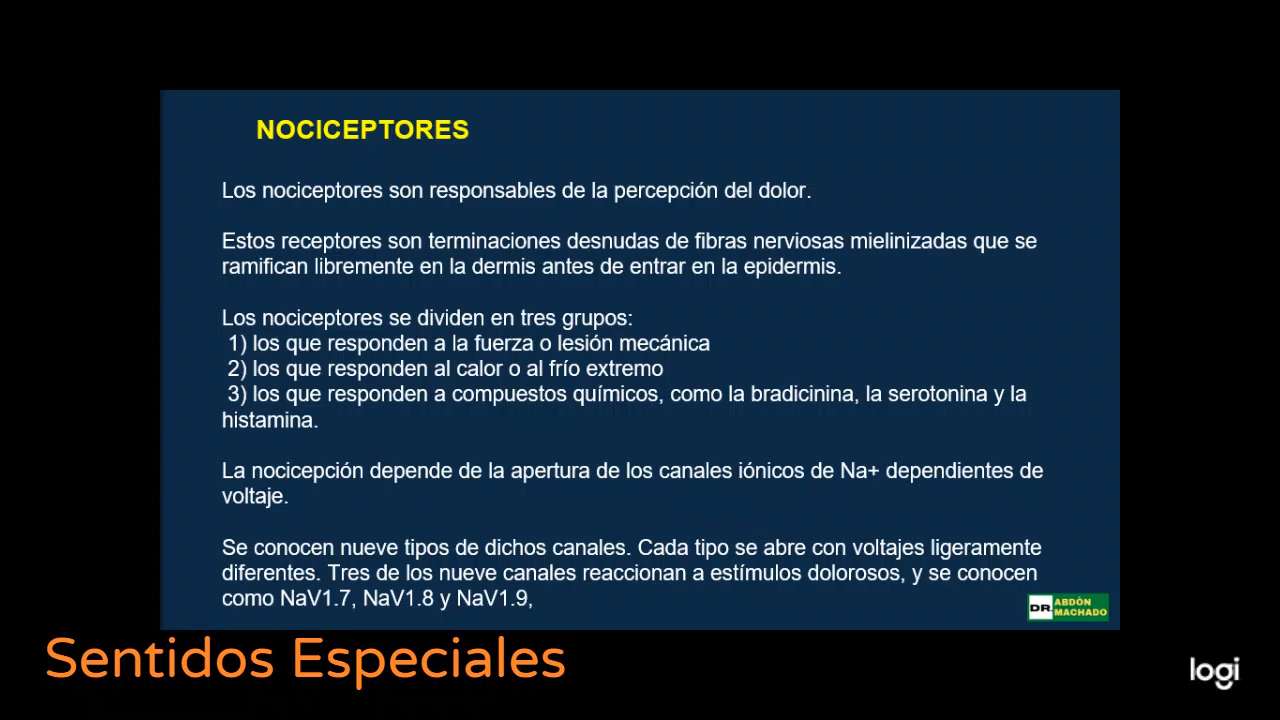 NOCICEPTORES
Los nociceptores son responsables de la percepción del dolor.
Estos receptores son terminaciones desnudas de fibras nerviosas mielinizadas que se
ramifican libremente en la dermis antes de entrar en la epidermis.
Los nociceptores se dividen en tres grupos:
1) los que responden a la fuerza o lesión mecánica
2) los que responden al calor o al frío extremo
3) los que responden a compuestos químicos, como la bradicinina, la serotonina y la
histamina.
La nocicepción depende de la apertura de los canales iónicos de Na+ dependientes de
voltaje.
Se conocen nueve tipos de dichos canales. Cada tipo se abre con voltajes ligeramente
diferentes. Tres de los nueve canales reaccionan a estímulos dolorosos, y se conocen
como NaV1.7, NaV1.8 y NaV1.9,
DR. ABDÓN
MACHADO
Sentidos Especiales
logi